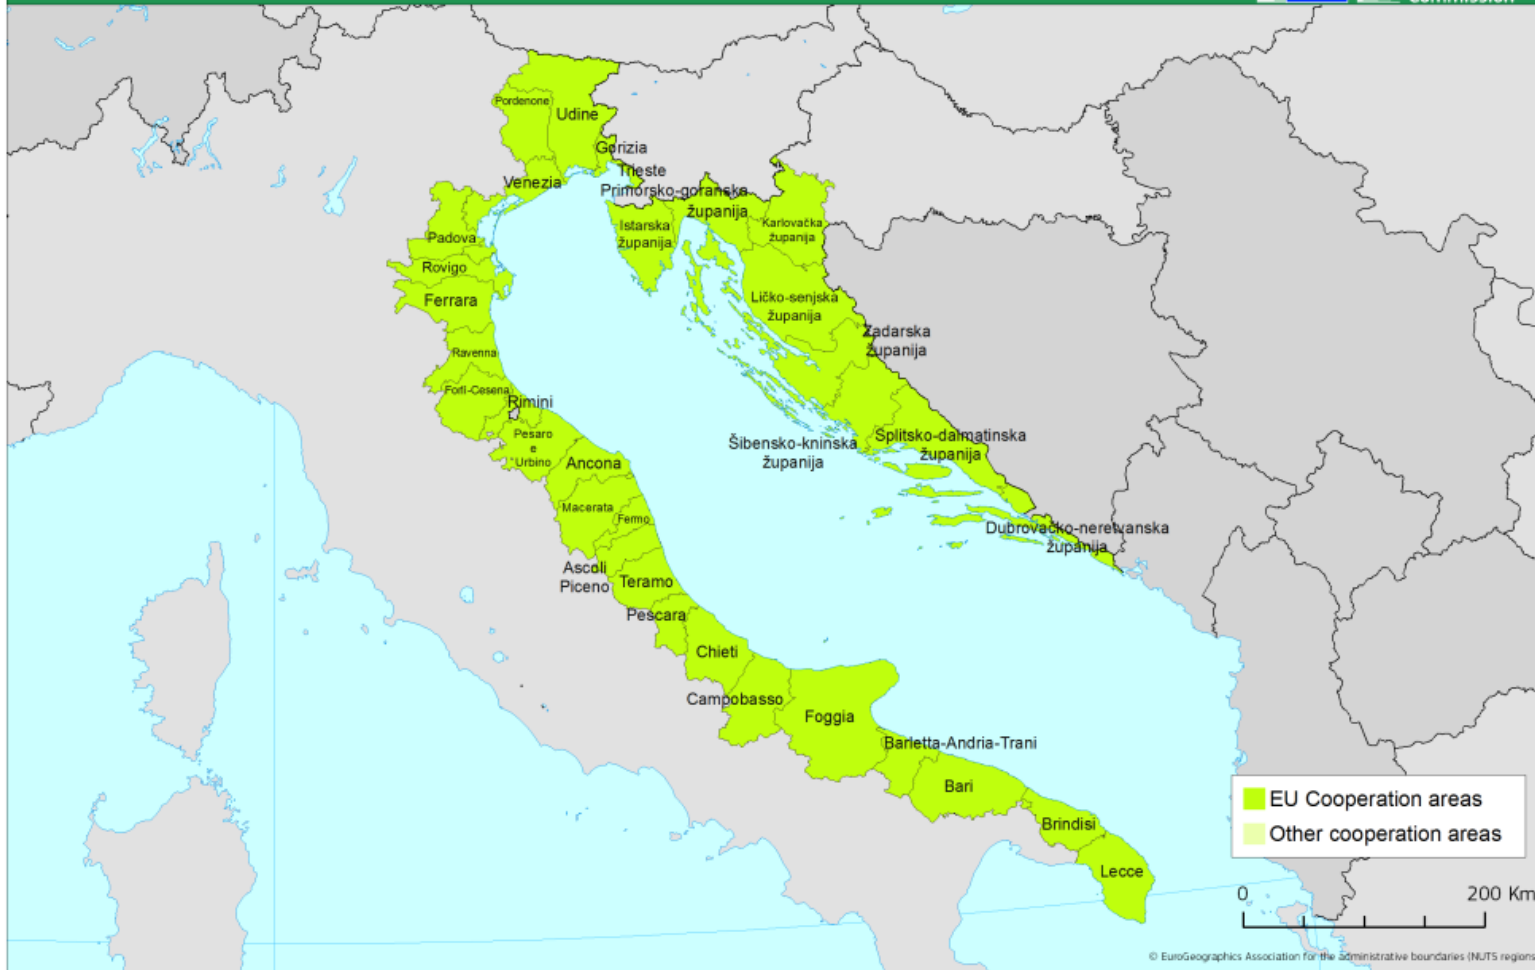 Commission
Pordenone
Udine
Gorizia
Trieste
Venezia
Primorsko-goranska
županija
Istarska
županija
Karlovačka
županija
Padova
Rovigo
Ferrara
Ličko-senjska
županija
Zadarska
županija
Ravenna
Forlì-Cesena
Rimini
Pesaro
e
Urbino
Ancona
Šibensko-kninska
županija
Splitsko-dalmatinska
županija
Macerata
Fermo
Dubrovačko-neretvanska
županija
Ascoli
Piceno
Teramo
Pescara
Chieti
Campobasso
Foggia
Barletta-Andria-Trani
Bari
Brindisi
Lecce
EU Cooperation areas
Other cooperation areas
0 200 Km
© EuroGeographics Association for the administrative boundaries (NUTS regions